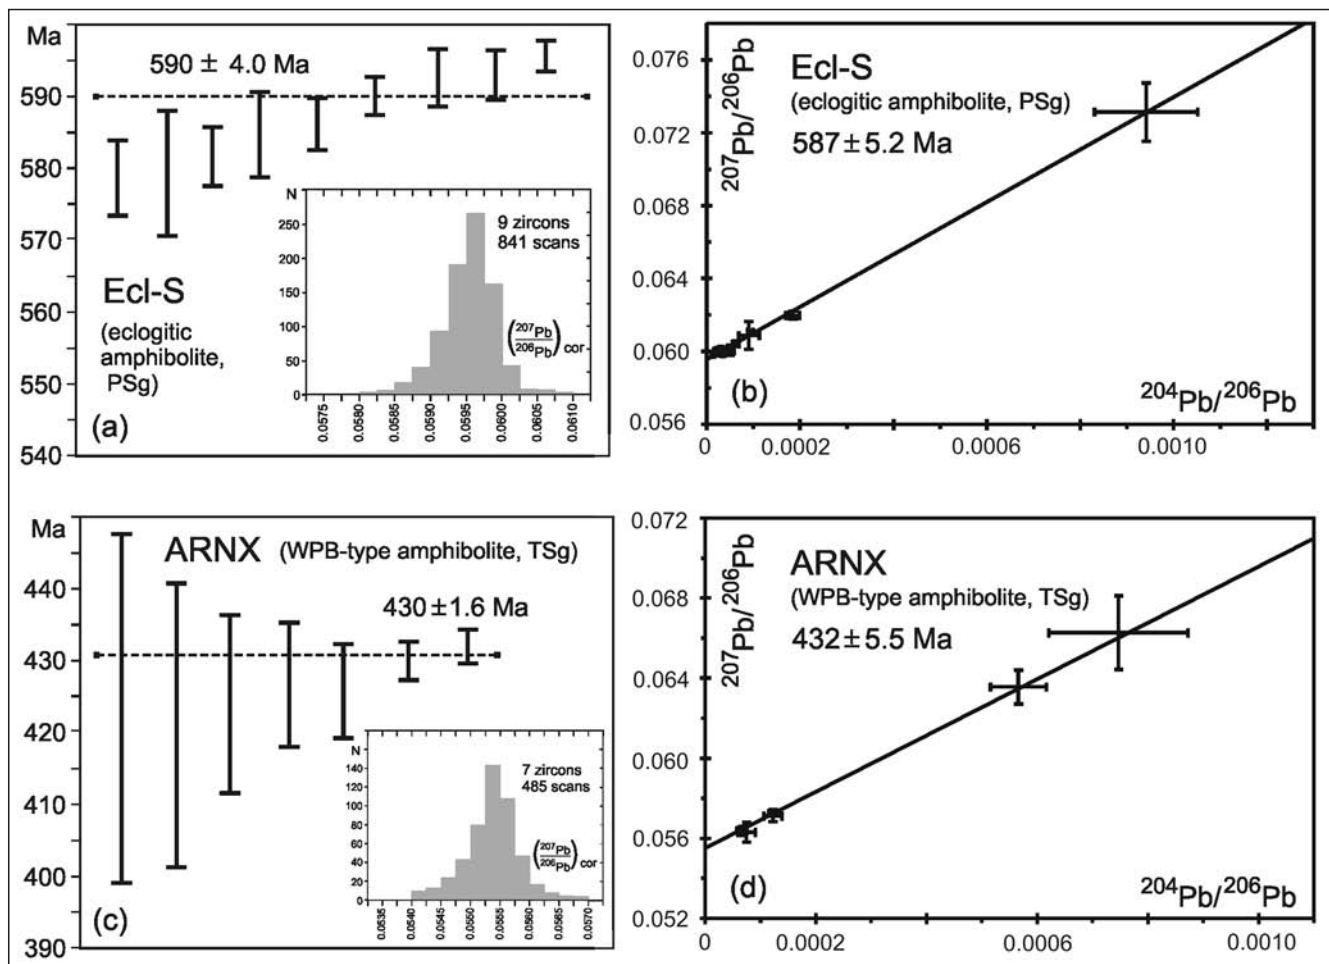 Ma
590 ± 4.0 Ma
590
580
570
560
550
540
Ecl-S
(eclogitic
amphibolite,
PSg)
(a)
N
250
200
150
100
50
0
9 zircons
841 scans
(207Pb/206Pb) cor
0.0575
0.0580
0.0585
0.0590
0.0595
0.0600
0.0605
0.0610
0.076
0.072
0.068
0.064
0.060
0.056
207Pb/206Pb
Ecl-S
(eclogitic amphibolite, PSg)
587 ± 5.2 Ma
(b)
204Pb/206Pb
0
0.0002
0.0006
0.0010
Ma
ARNX (WPB-type amphibolite, TSg)
430 ±1.6 Ma
440
430
420
410
400
390
(c)
N
140
120
100
80
60
40
20
0
7 zircons
485 scans
(207Pb/206Pb) cor
0.0535
0.0540
0.0545
0.0550
0.0555
0.0560
0.0565
0.0570
0.072
0.068
0.064
0.060
0.056
0.052
207Pb/206Pb
ARNX
(WPB-type amphibolite, TSg)
432 ± 5.5 Ma
(d)
204Pb/206Pb
0
0.0002
0.0006
0.0010